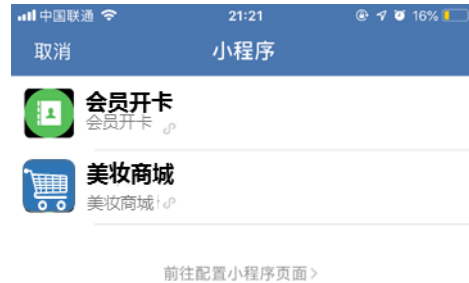 中国联通 21:21 16%
取消 小程序
会员开卡
会员开卡
美妆商城
美妆商城
前往配置小程序页面>